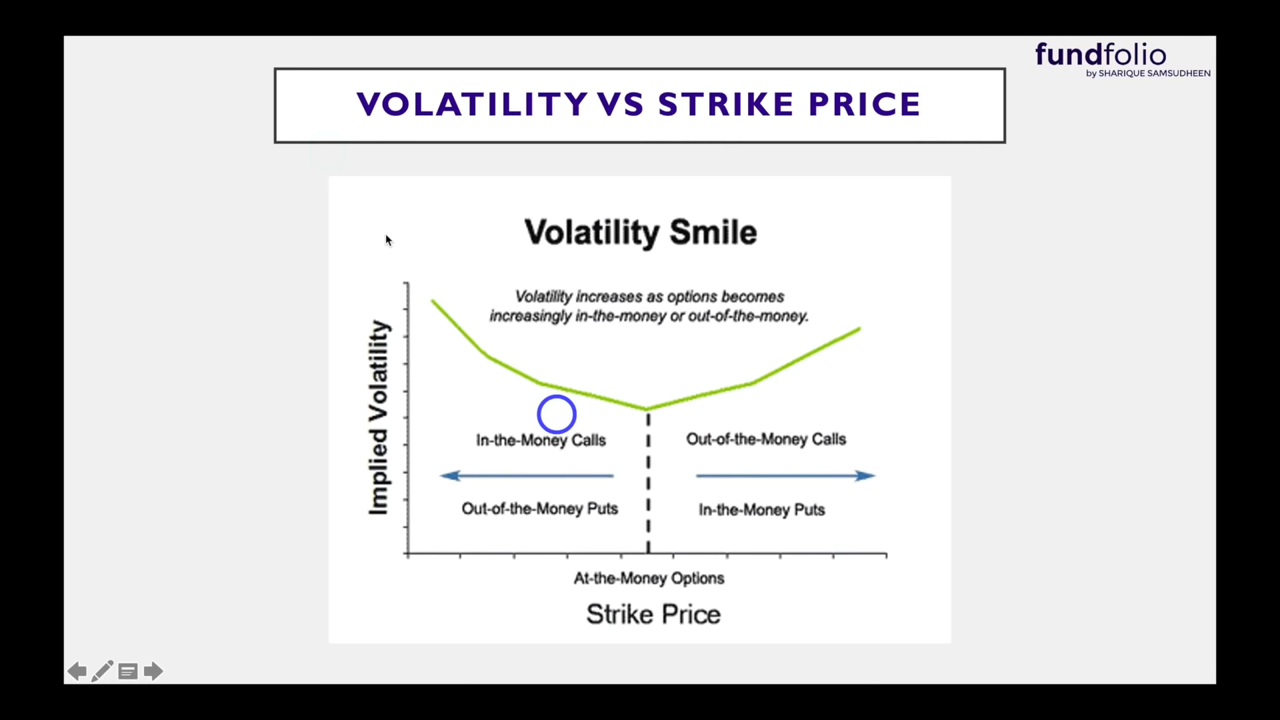 fundfolio
by SHARIQUE SAMSUDHEEN
VOLATILITY VS STRIKE PRICE
Volatility Smile
Volatility increases as options becomes
increasingly in-the-money or out-of-the-money.
Implied Volatility
In-the-Money Calls
Out-of-the-Money Calls
Out-of-the-Money Puts
In-the-Money Puts
At-the-Money Options
Strike Price